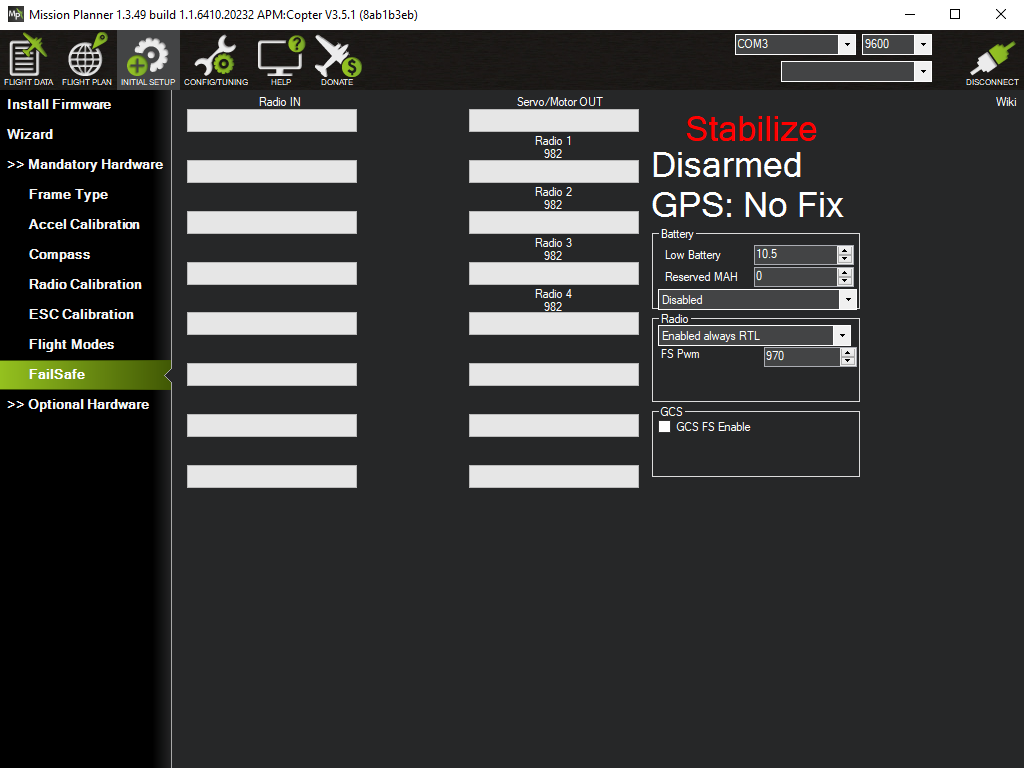 Mission Planner 1.3.49 build 1.1.6410.20232 APM:Copter V3.5.1 (8ab1b3eb)
FLIGHT DATA FLIGHT PLAN INITIAL SETUP CONFIG/TUNING HELP DONATE
COM3 9600
DISCONNECT
Install Firmware
Wizard
>> Mandatory Hardware
Frame Type
Accel Calibration
Compass
Radio Calibration
ESC Calibration
Flight Modes
FailSafe
>> Optional Hardware
Radio IN
Servo/Motor OUT
Radio 1
982
Radio 2
982
Radio 3
982
Radio 4
982
Wiki
Stabilize
Disarmed
GPS: No Fix
Battery
Low Battery 10.5
Reserved MAH 0
Disabled
Radio
Enabled always RTL
FS Pwm 970
GCS
GCS FS Enable